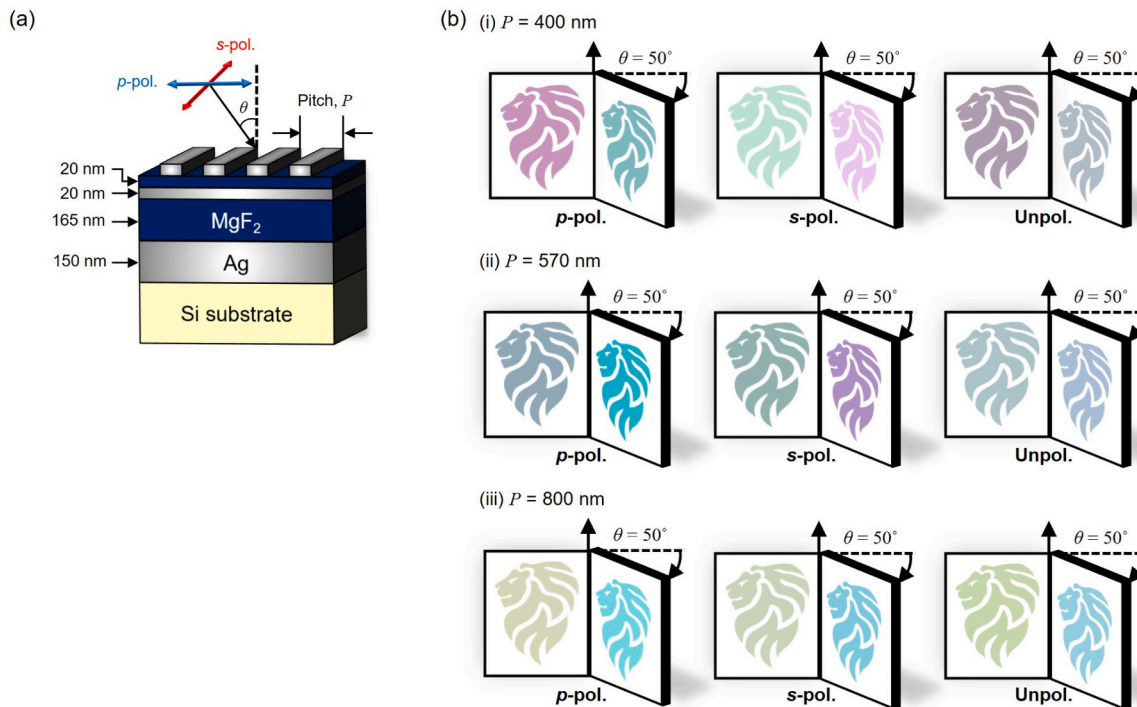 (a)
s-pol.
p-pol.
θ
Pitch, P
20 nm
20 nm
165 nm
MgF₂
150 nm
Ag
Si substrate
(b)
(i) P = 400 nm
θ = 50°
θ = 50°
θ = 50°
p-pol.
s-pol.
Unpol.
(ii) P = 570 nm
θ = 50°
θ = 50°
θ = 50°
p-pol.
s-pol.
Unpol.
(iii) P = 800 nm
θ = 50°
θ = 50°
θ = 50°
p-pol.
s-pol.
Unpol.